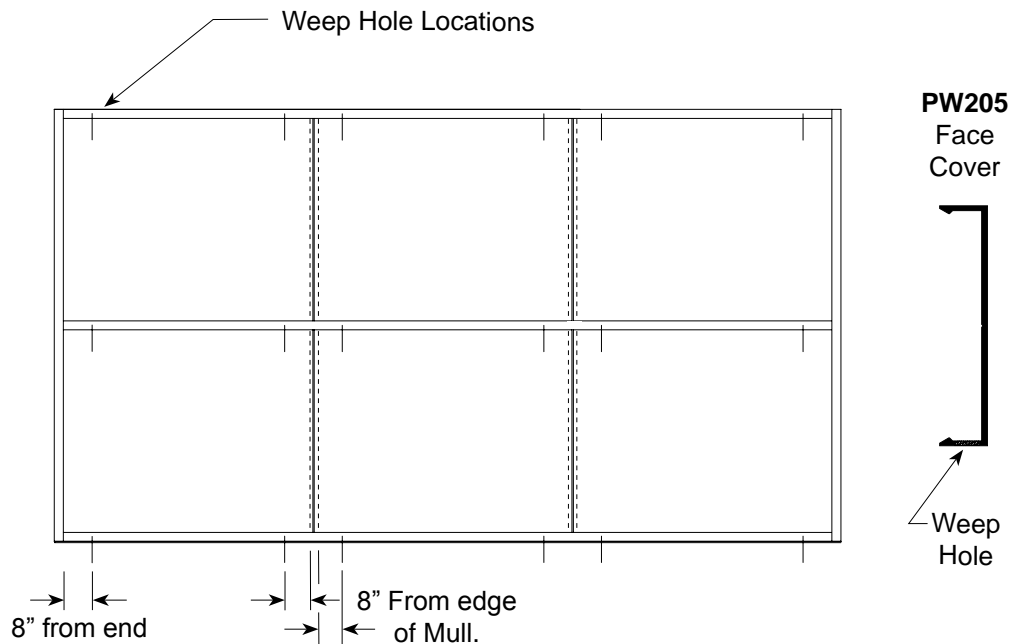 Weep Hole Locations
PW205
Face
Cover
Weep
Hole
8” from end
8” From edge
of Mull.